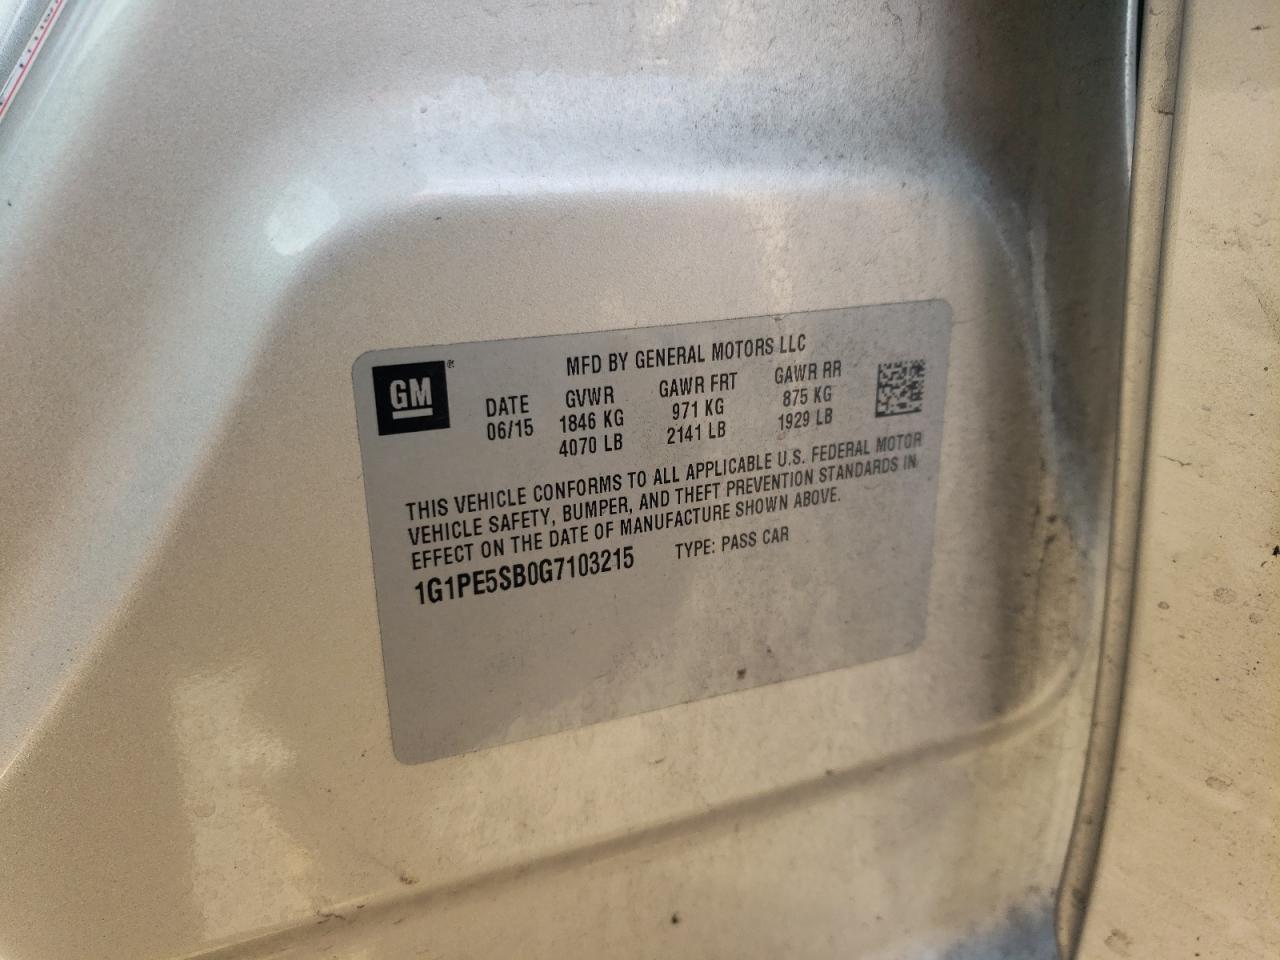 GM®
MFD BY GENERAL MOTORS LLC
DATE GVWR GAWR FRT GAWR RR
06/15 1846 KG 971 KG 875 KG
4070 LB 2141 LB 1929 LB
THIS VEHICLE CONFORMS TO ALL APPLICABLE U.S. FEDERAL MOTOR
VEHICLE SAFETY, BUMPER, AND THEFT PREVENTION STANDARDS IN
EFFECT ON THE DATE OF MANUFACTURE SHOWN ABOVE.
1G1PE5SB0G7103215 TYPE: PASS CAR